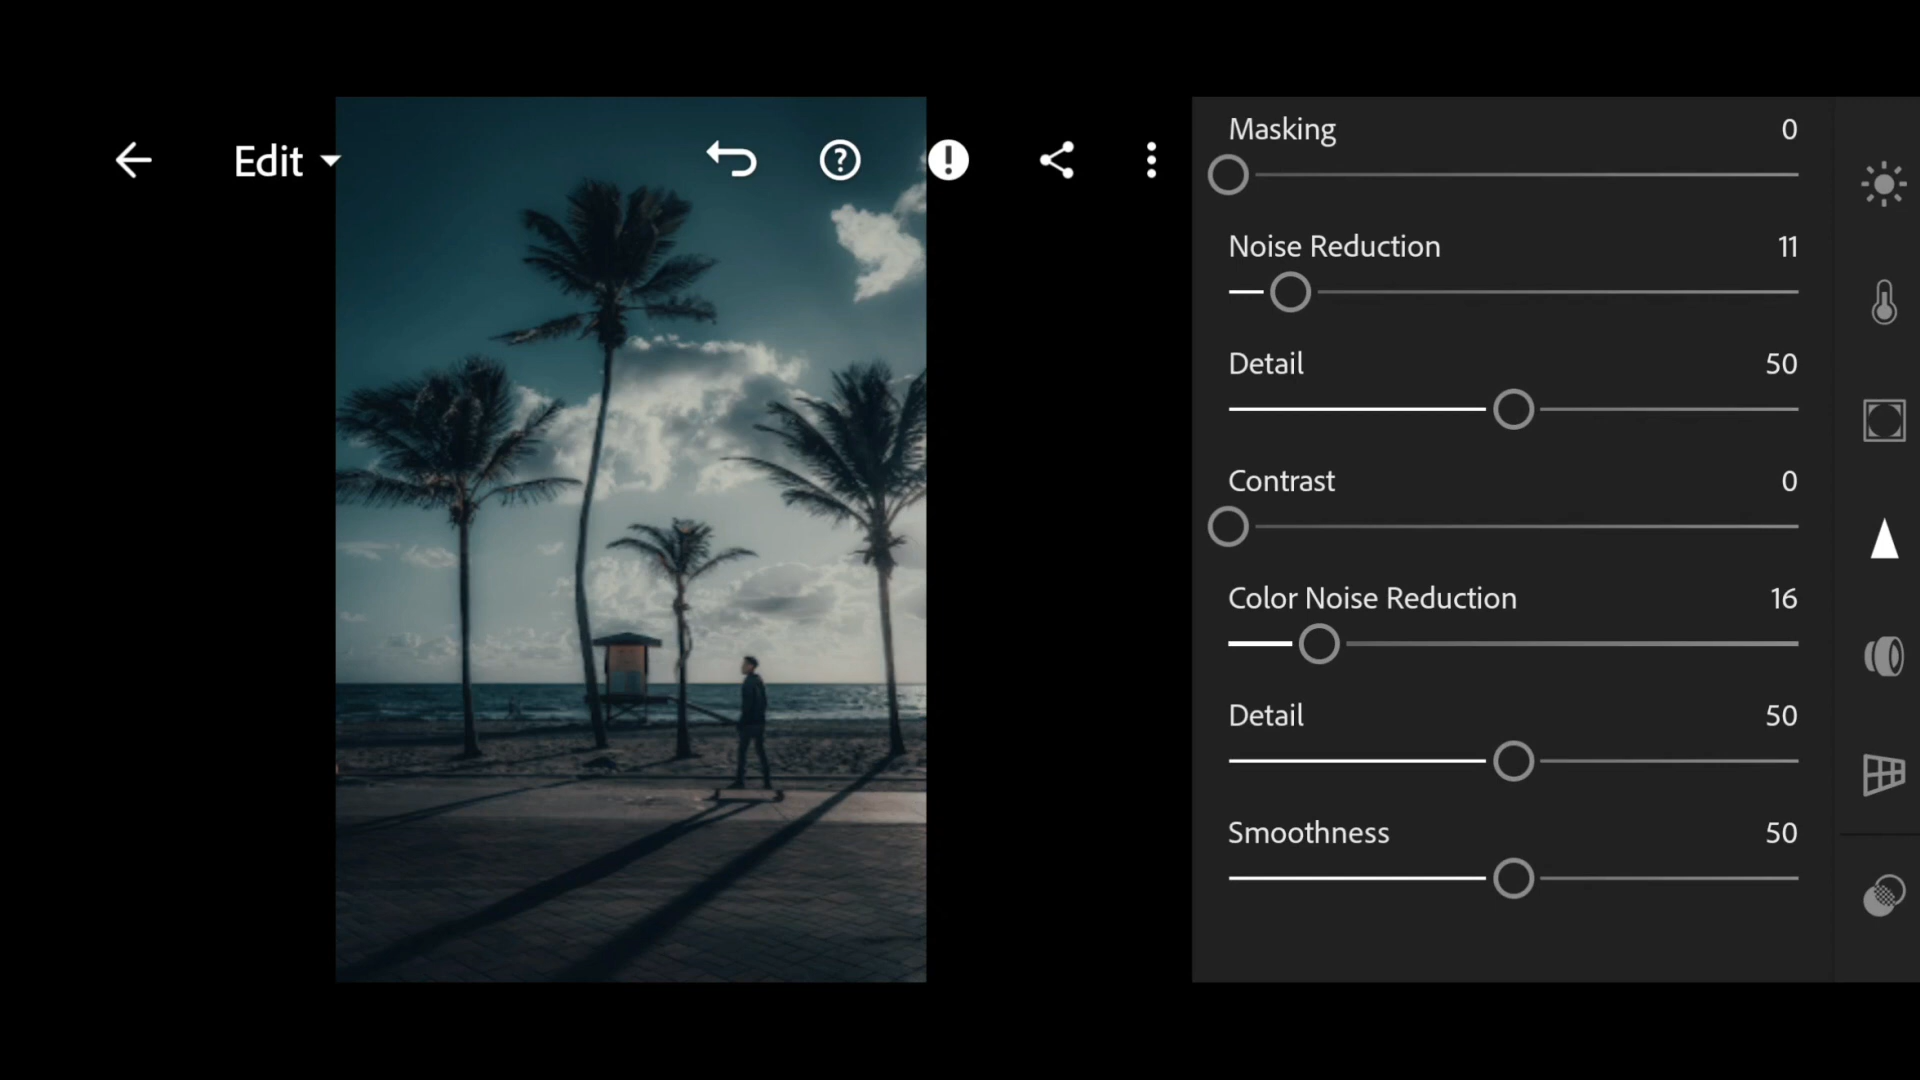 Edit
Masking 0
Noise Reduction 11
Detail 50
Contrast 0
Color Noise Reduction 16
Detail 50
Smoothness 50